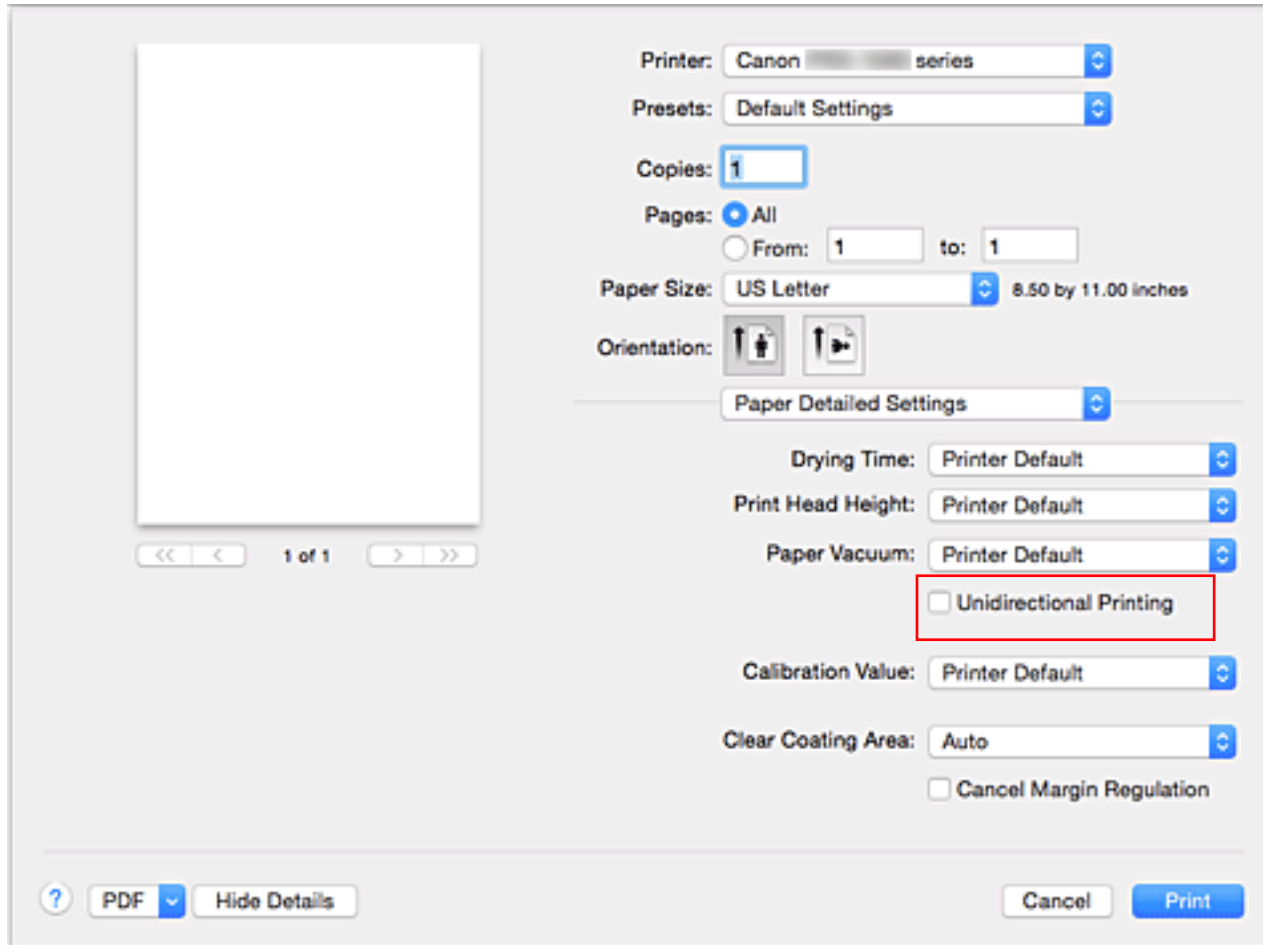 Printer: Canon series
Presets: Default Settings
Copies: 1
Pages: All
From: 1 to: 1
Paper Size: US Letter 8.50 by 11.00 inches
Orientation:
Paper Detailed Settings
Drying Time: Printer Default
Print Head Height: Printer Default
1 of 1
Paper Vacuum: Printer Default
Unidirectional Printing
Calibration Value: Printer Default
Clear Coating Area: Auto
Cancel Margin Regulation
? PDF Hide Details Cancel Print